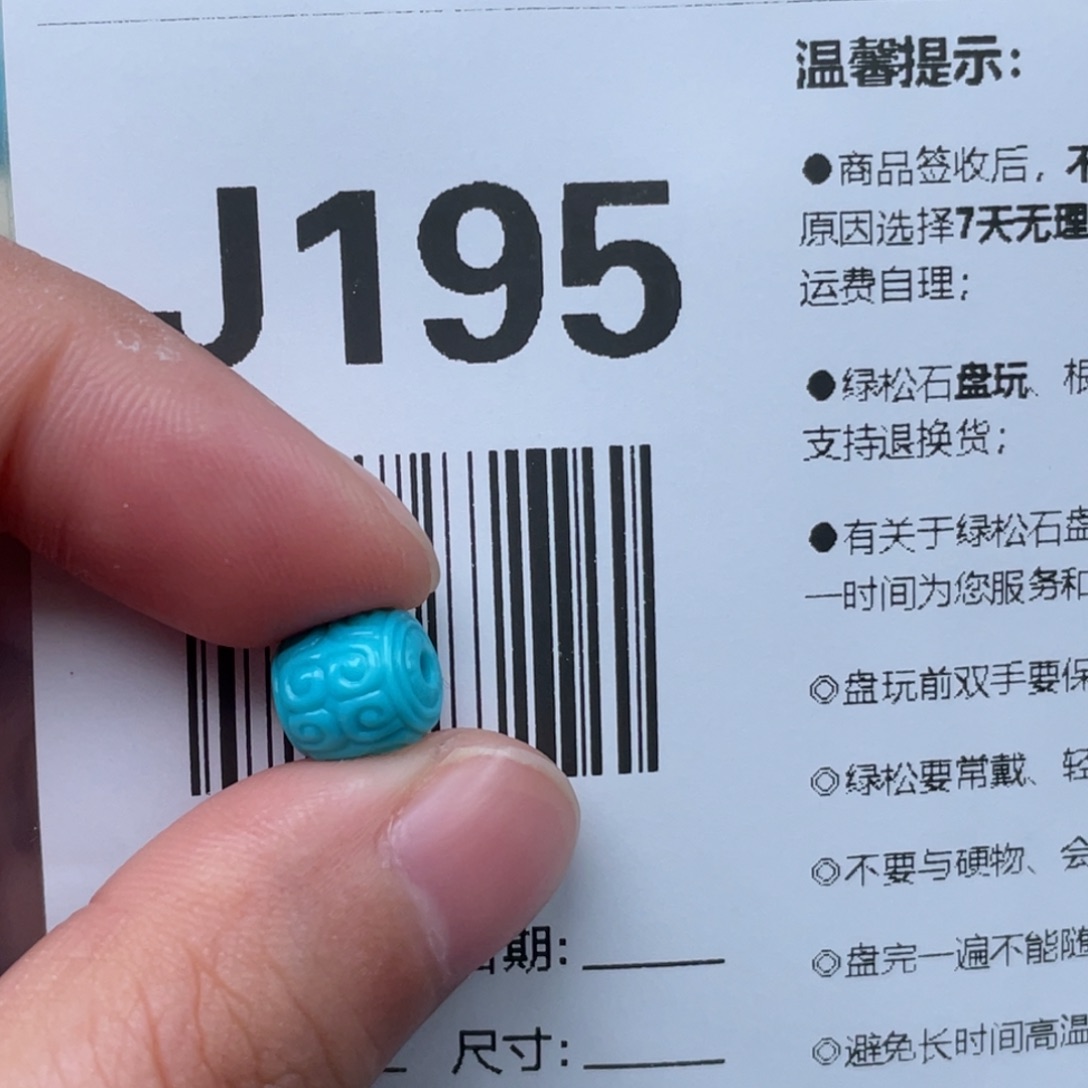 J195
期:
尺寸:
温馨提示:
●商品签收后,不
原因选择7天无理
运费自理;
●绿松石盘玩、根
支持退换货;
●有关于绿松石盘
一时间为您服务和
◎盘玩前双手要保
◎绿松要常戴、轻
◎不要与硬物、会
◎盘完一遍不能随
◎避免长时间高温